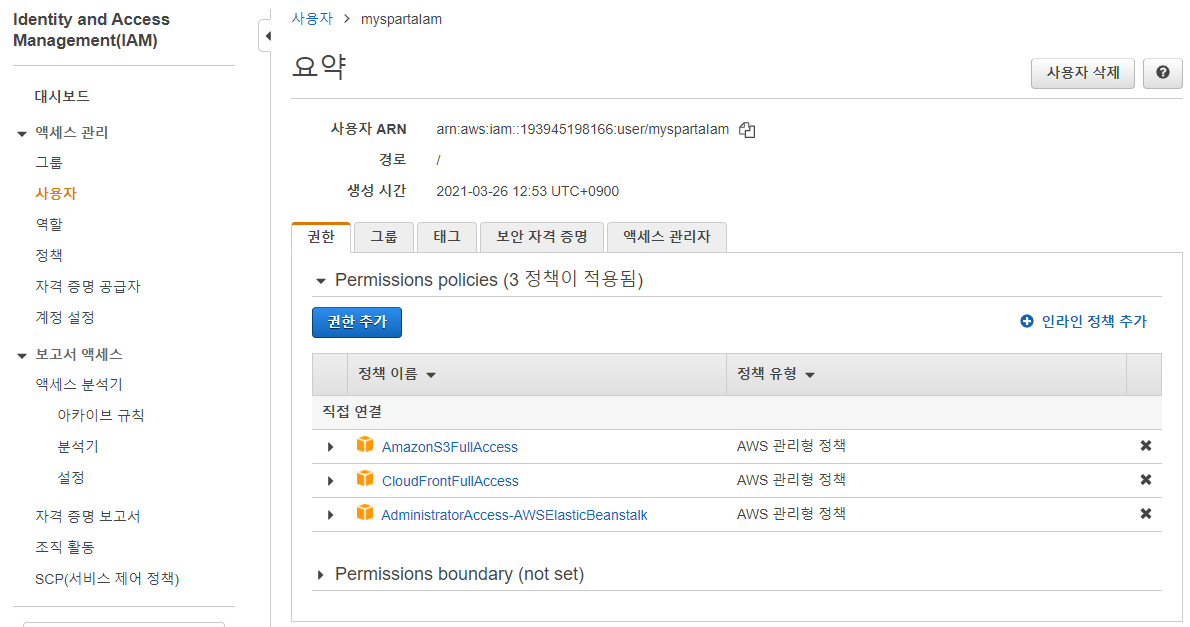 Identity and Access
Management(IAM)
대시보드
액세스 관리
그룹
사용자
역할
정책
자격 증명 공급자
계정 설정
보고서 액세스
액세스 분석기
아카이브 규칙
분석기
설정
자격 증명 보고서
조직 활동
SCP(서비스 제어 정책)
사용자 > myspartalam
요약
사용자 삭제
사용자 ARN arn:aws:iam::193945198166:user/myspartalam
경로 /
생성 시간 2021-03-26 12:53 UTC+0900
권한 그룹 태그 보안 자격 증명 액세스 관리자
Permissions policies (3 정책이 적용됨)
권한 추가 인라인 정책 추가
정책 이름 정책 유형
직접 연결
AmazonS3FullAccess AWS 관리형 정책
CloudFrontFullAccess AWS 관리형 정책
AdministratorAccess-AWSElasticBeanstalk AWS 관리형 정책
Permissions boundary (not set)